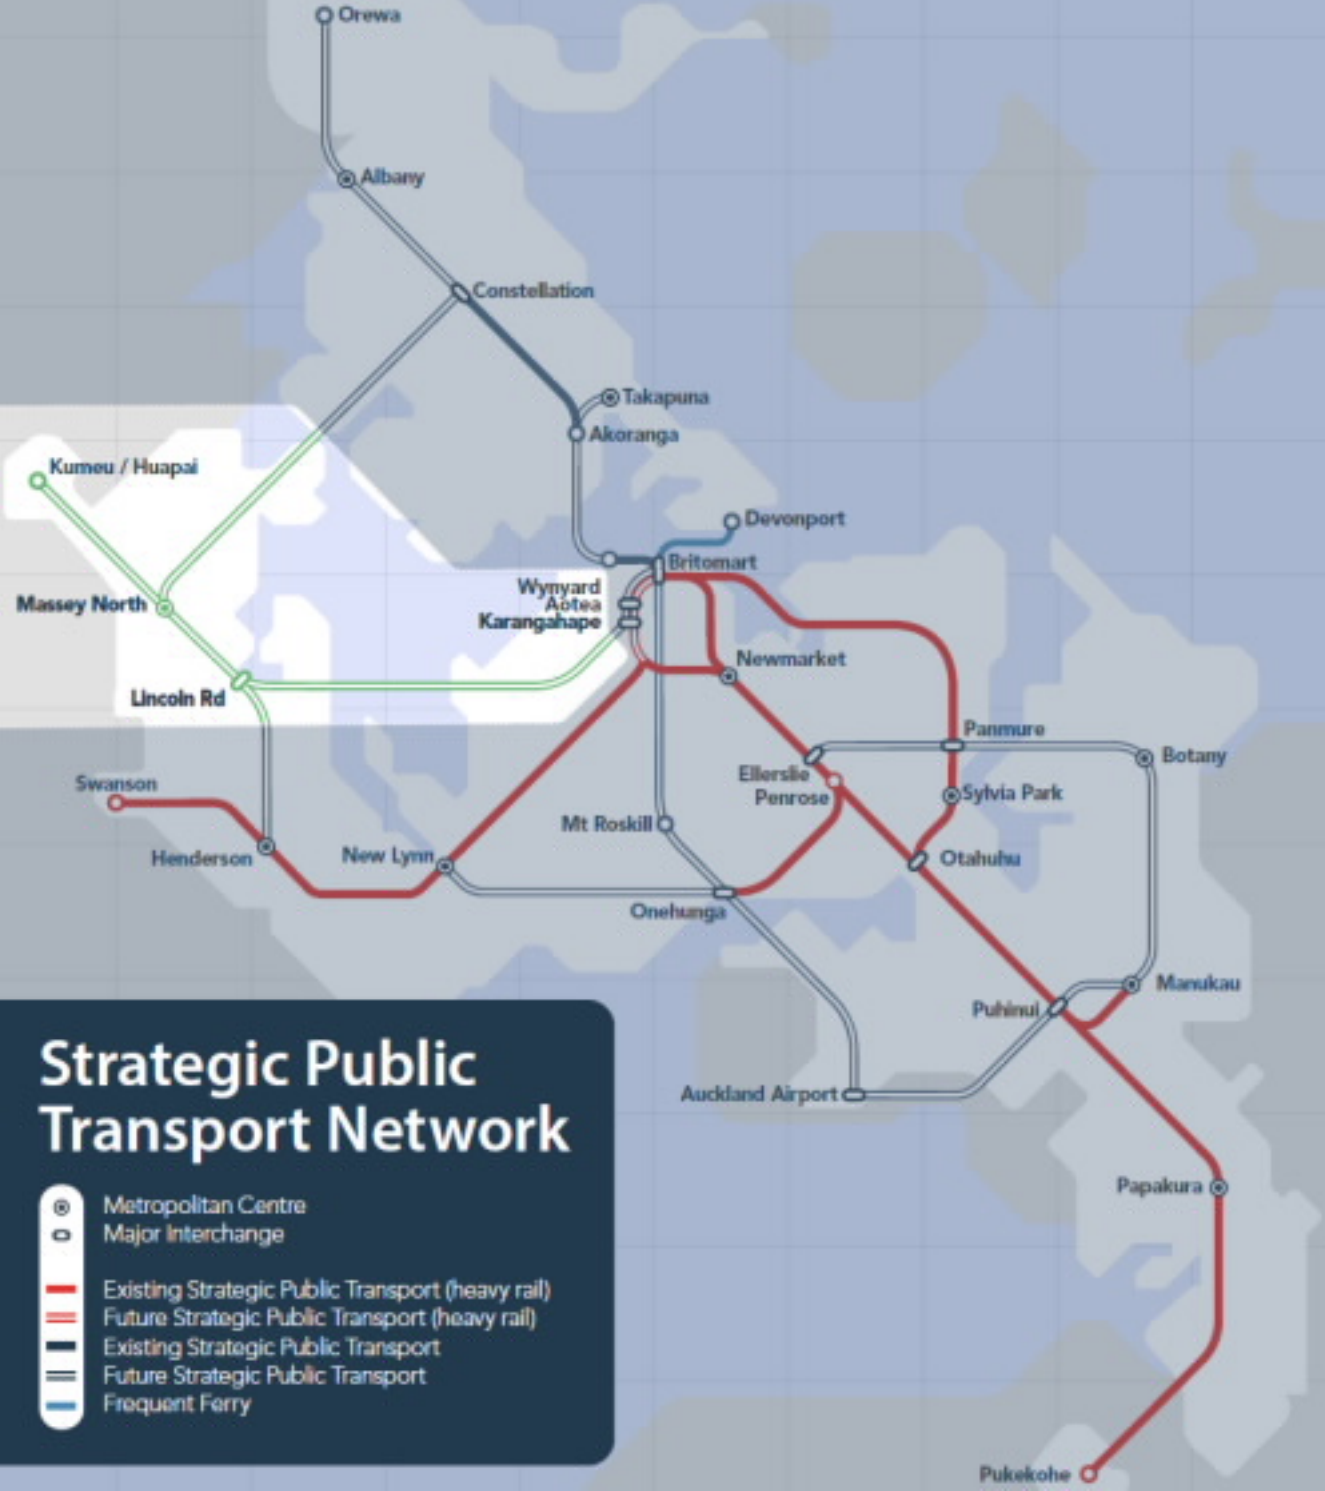 Orewa
Albany
Constellation
Takapuna
Akoranga
Kumeu / Huapai
Devonport
Britomart
Wynyard
Aotea
Massey North
Karangahape
Newmarket
Lincoln Rd
Panmure
Botany
Ellerslie
Swanson
Sylvia Park
Penrose
Mt Roskill
Henderson
New Lynn
Otahuhu
Onehunga
Manukau
Puhinui
Auckland Airport
Papakura
Pukekohe
Strategic Public
Transport Network
Metropolitan Centre
Major Interchange
Existing Strategic Public Transport (heavy rail)
Future Strategic Public Transport (heavy rail)
Existing Strategic Public Transport
Future Strategic Public Transport
Frequent Ferry